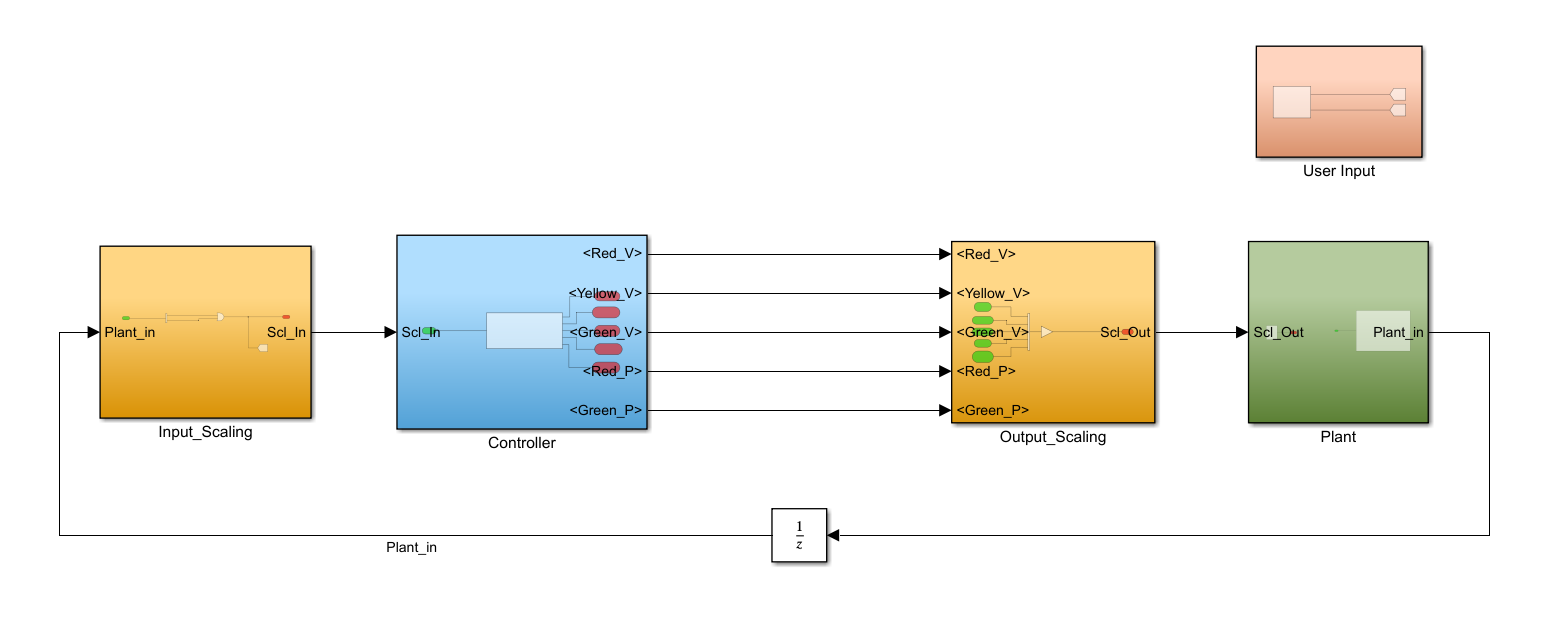 User Input
<Red_V>
<Red_V>
<Yellow_V>
<Yellow_V>
Plant_in
Scl_In
Scl_In
<Green_V>
<Green_V>
Scl_Out
Scl_Out
Plant_in
<Red_P>
<Red_P>
<Green_P>
<Green_P>
Input_Scaling
Controller
Output_Scaling
Plant
1
z
Plant_in